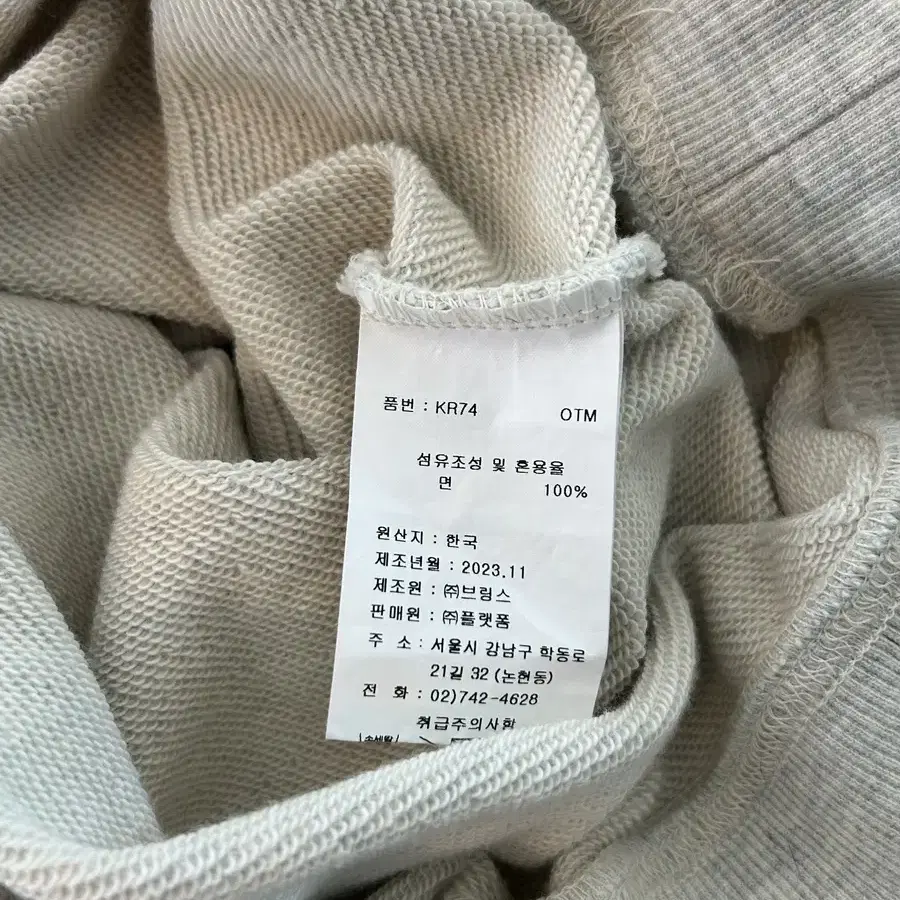 품번 : KR74 OTM
섬유조성 및 혼용율
면 100%
원산지 : 한국
제조년월 : 2023.11
제조원 : ㈜브링스
판매원 : ㈜플랫폼
주 소 : 서울시 강남구 학동로
21길 32 (논현동)
전 화 : 02)742-4628
취급주의사항
손세탁